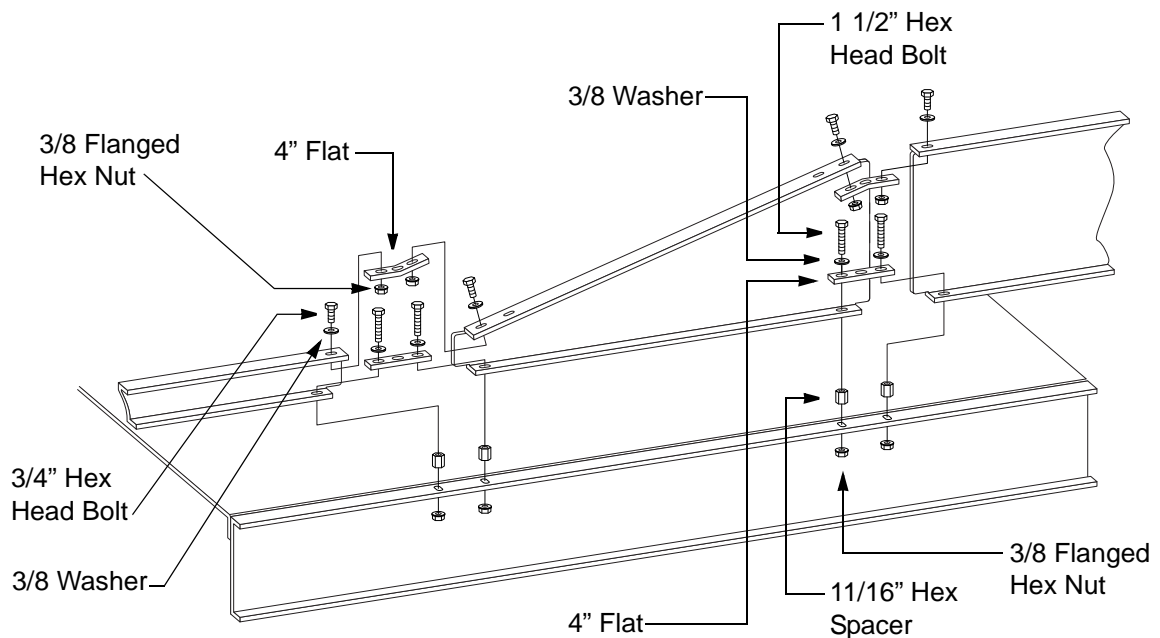 1 1/2” Hex
Head Bolt
3/8 Washer
3/8 Flanged
Hex Nut
4” Flat
3/4” Hex
Head Bolt
3/8 Washer
4” Flat
11/16” Hex
Spacer
3/8 Flanged
Hex Nut